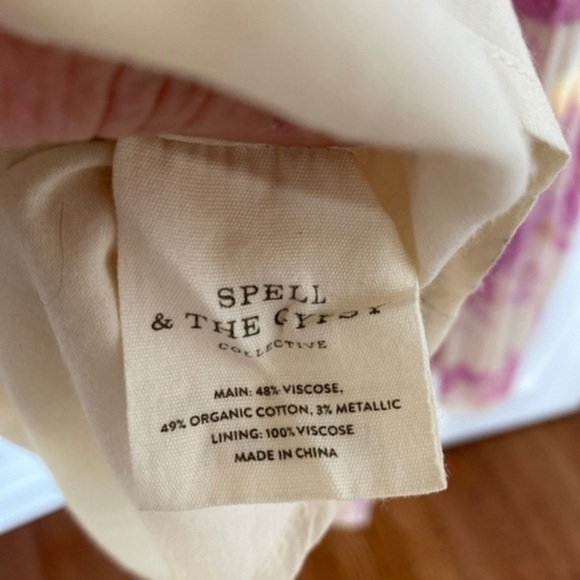 SPELL
& THE GYPSY
COLLECTIVE
MAIN: 48% VISCOSE,
49% ORGANIC COTTON, 3% METALLIC
LINING: 100% VISCOSE
MADE IN CHINA